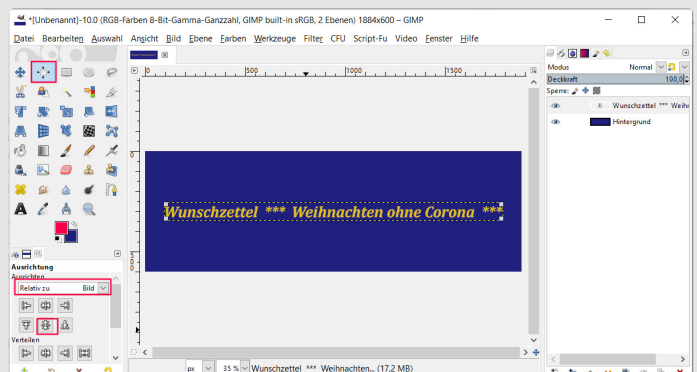 *[Unbenannt]-10.0 (RGB-Farben 8-Bit-Gamma-Ganzzahl, GIMP built-in sRGB, 2 Ebenen) 1884x600 – GIMP
Datei Bearbeiten Auswahl Ansicht Bild Ebene Farben Werkzeuge Filter CFU Script-Fu Video Fenster Hilfe
Modus Normal
Deckkraft 100,0
Sperre:
Wunschzettel *** Weihn
Hintergrund
0 500 1000 1500
0
500
Wunschzettel *** Weihnachten ohne Corona ***
Ausrichtung
Ausrichten
Relativ zu Bild
Verteilen
px 35 % Wunschzettel *** Weihnachten... (17,2 MB)